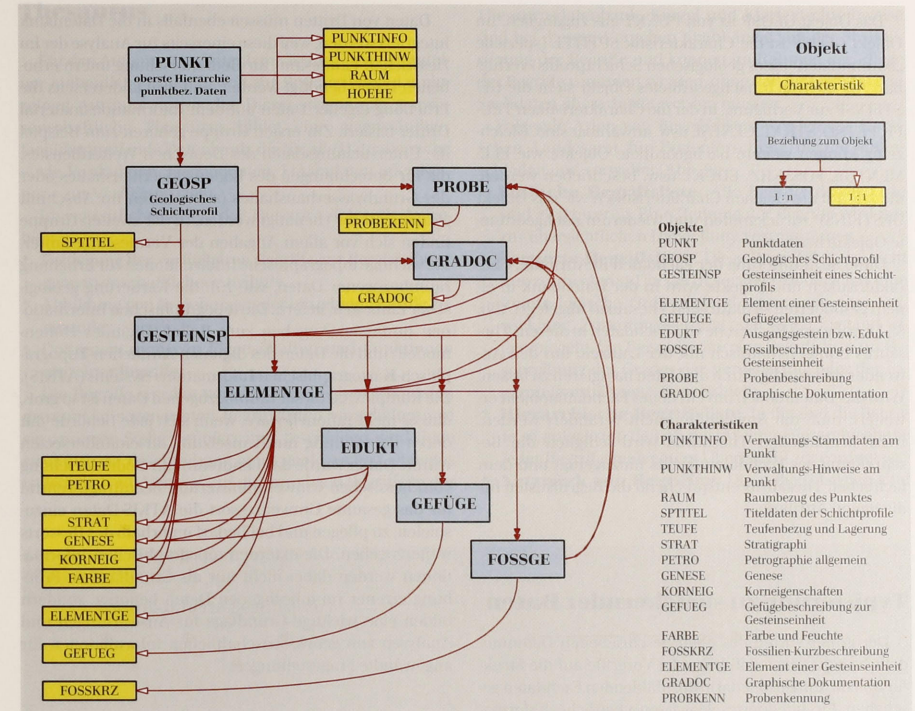 PUNKT
oberste Hierarchie
punktbez. Daten
PUNKTINFO
PUNKTHINW
RAUM
HOEHE
GEOSP
Geologisches
Schichtprofil
SPTITEL
PROBE
PROBEKENN
GRADOC
GRADOC
GESTEINSP
ELEMENTGE
EDUKT
GEFÜGE
FOSSGE
TEUFE
PETRO
STRAT
GENESE
KORNEIG
FARBE
ELEMENTGE
GEFUEG
FOSSKRZ
Objekt
Charakteristik
Beziehung zum Objekt
1 : n
1 : 1
Objekte
PUNKT Punktdaten
GEOSP Geologisches Schichtprofil
GESTEINSP Gesteinseinheit eines Schicht-
profils
ELEMENTGE Element einer Gesteinseinheit
GEFUEGE Gefügeelement
EDUKT Ausgangsgestein bzw. Edukt
FOSSGE Fossilbeschreibung einer
Gesteinseinheit
PROBE Probenbeschreibung
GRADOC Graphische Dokumentation
Charakteristiken
PUNKTINFO Verwaltungs-Stammdaten am
Punkt
PUNKTHINW Verwaltungs-Hinweise am
Punkt
RAUM Raumbezug des Punktes
SPTITEL Titeldaten der Schichtprofile
TEUFE Teufenbezug und Lagerung
STRAT Stratigraphi
PETRO Petrographie allgemein
GENESE Genese
KORNEIG Korneigenschaften
GEFUEG Gefügebeschreibung zur
Gesteinseinheit
FARBE Farbe und Feuchte
FOSSKRZ Fossilien-Kurzbeschreibung
ELEMENTGE Element einer Gesteinseinheit
GRADOC Graphische Dokumentation
PROBKENN Probenkennung